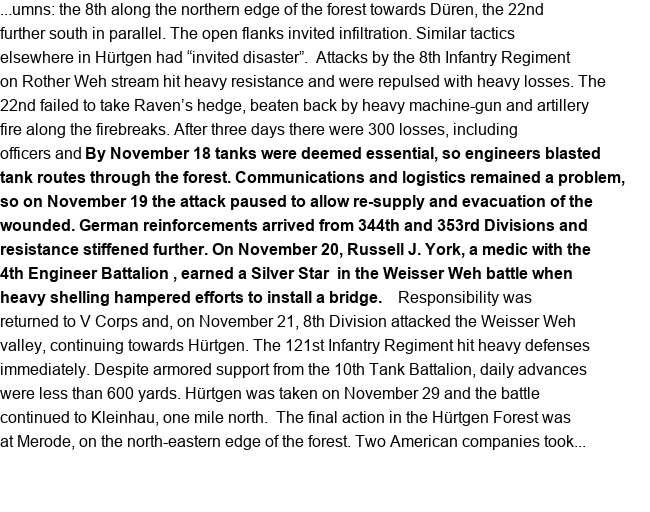 ...umns: the 8th along the northern edge of the forest towards Düren, the 22nd
further south in parallel. The open flanks invited infiltration. Similar tactics
elsewhere in Hürtgen had “invited disaster”.  Attacks by the 8th Infantry Regiment
on Rother Weh stream hit heavy resistance and were repulsed with heavy losses. The
22nd failed to take Raven’s hedge, beaten back by heavy machine-gun and artillery
fire along the firebreaks. After three days there were 300 losses, including
officers and By November 18 tanks were deemed essential, so engineers blasted
tank routes through the forest. Communications and logistics remained a problem,
so on November 19 the attack paused to allow re-supply and evacuation of the
wounded. German reinforcements arrived from 344th and 353rd Divisions and
resistance stiffened further. On November 20, Russell J. York, a medic with the
4th Engineer Battalion , earned a Silver Star  in the Weisser Weh battle when
heavy shelling hampered efforts to install a bridge.    Responsibility was
returned to V Corps and, on November 21, 8th Division attacked the Weisser Weh
valley, continuing towards Hürtgen. The 121st Infantry Regiment hit heavy defenses
immediately. Despite armored support from the 10th Tank Battalion, daily advances
were less than 600 yards. Hürtgen was taken on November 29 and the battle
continued to Kleinhau, one mile north.  The final action in the Hürtgen Forest was
at Merode, on the north-eastern edge of the forest. Two American companies took...